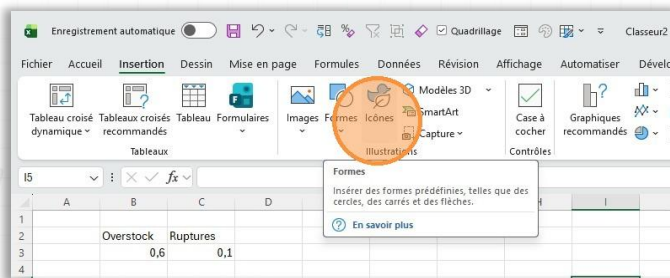 Enregistrement automatique Quadrillage Classeur2
Fichier Accueil Insertion Dessin Mise en page Formules Données Révision Affichage Automatiser Dévelo
Tableau croisé dynamique
Tableaux croisés recommandés
Tableau
Formulaires
Images
Formes
Icônes
Modèles 3D
SmartArt
Capture
Case à cocher
Graphiques recommandés
Tableaux Illustrations Contrôles
I5 fx
A B C D H I
1
2 Overstock Ruptures
3 0,6 0,1
4
Formes
Insérer des formes prédéfinies, telles que des
cercles, des carrés et des flèches.
En savoir plus